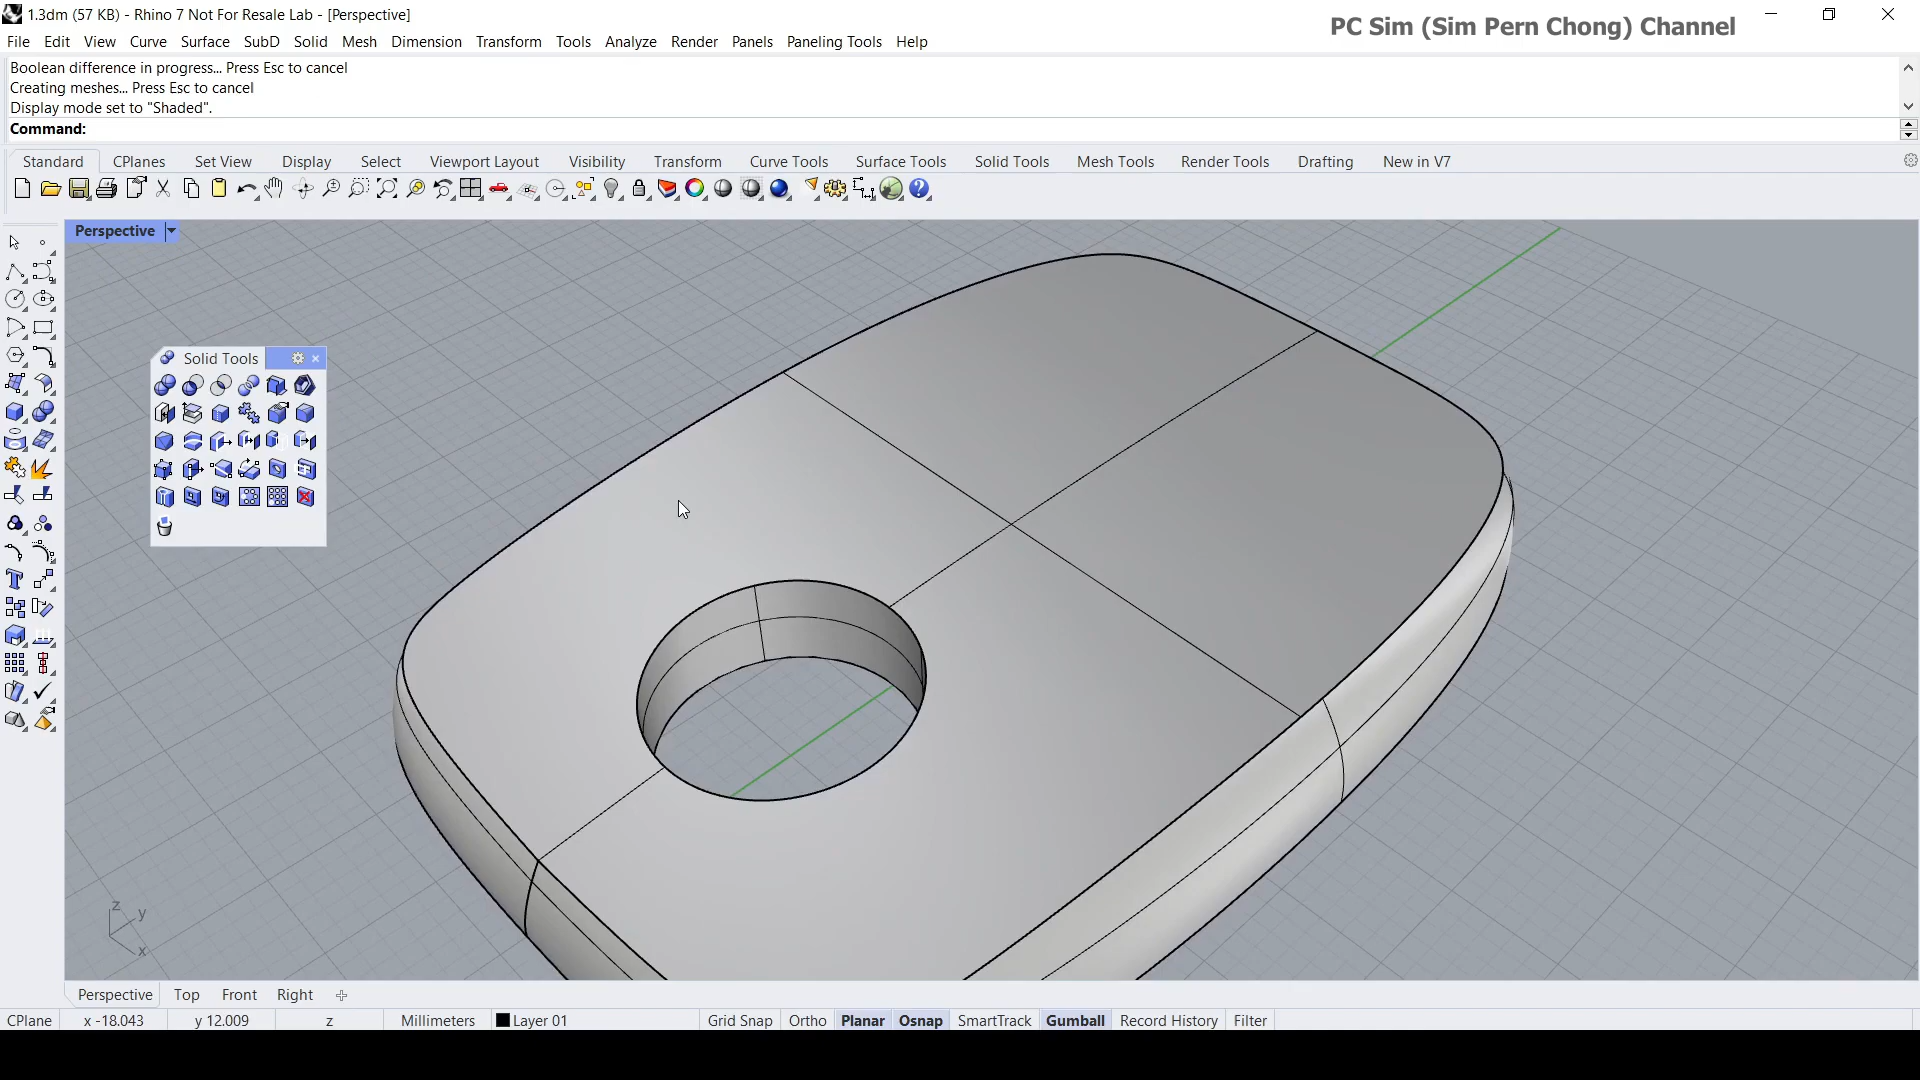 1.3dm (57 KB) - Rhino 7 Not For Resale Lab - [Perspective]
PC Sim (Sim Pern Chong) Channel
File Edit View Curve Surface SubD Solid Mesh Dimension Transform Tools Analyze Render Panels Paneling Tools Help
Boolean difference in progress... Press Esc to cancel
Creating meshes... Press Esc to cancel
Display mode set to "Shaded".
Command:
Standard CPlanes Set View Display Select Viewport Layout Visibility Transform Curve Tools Surface Tools Solid Tools Mesh Tools Render Tools Drafting New in V7
Perspective
Solid Tools
z
y
x
Perspective Top Front Right
CPlane x -18.043 y 12.009 z Millimeters Layer 01 Grid Snap Ortho Planar Osnap SmartTrack Gumball Record History Filter